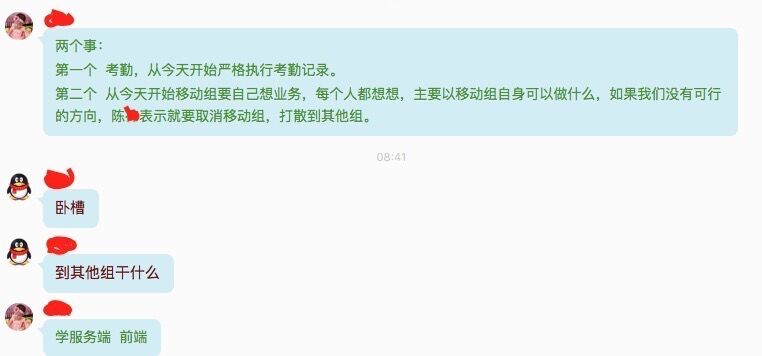 两个事：
第一个 考勤，从今天开始严格执行考勤记录。
第二个 从今天开始移动组要自己想业务，每个人都想想，主要以移动组自身可以做什么，如果我们没有可行
的方向，陈 表示就要取消移动组，打散到其他组。
08:41
卧槽
到其他组干什么
学服务端 前端